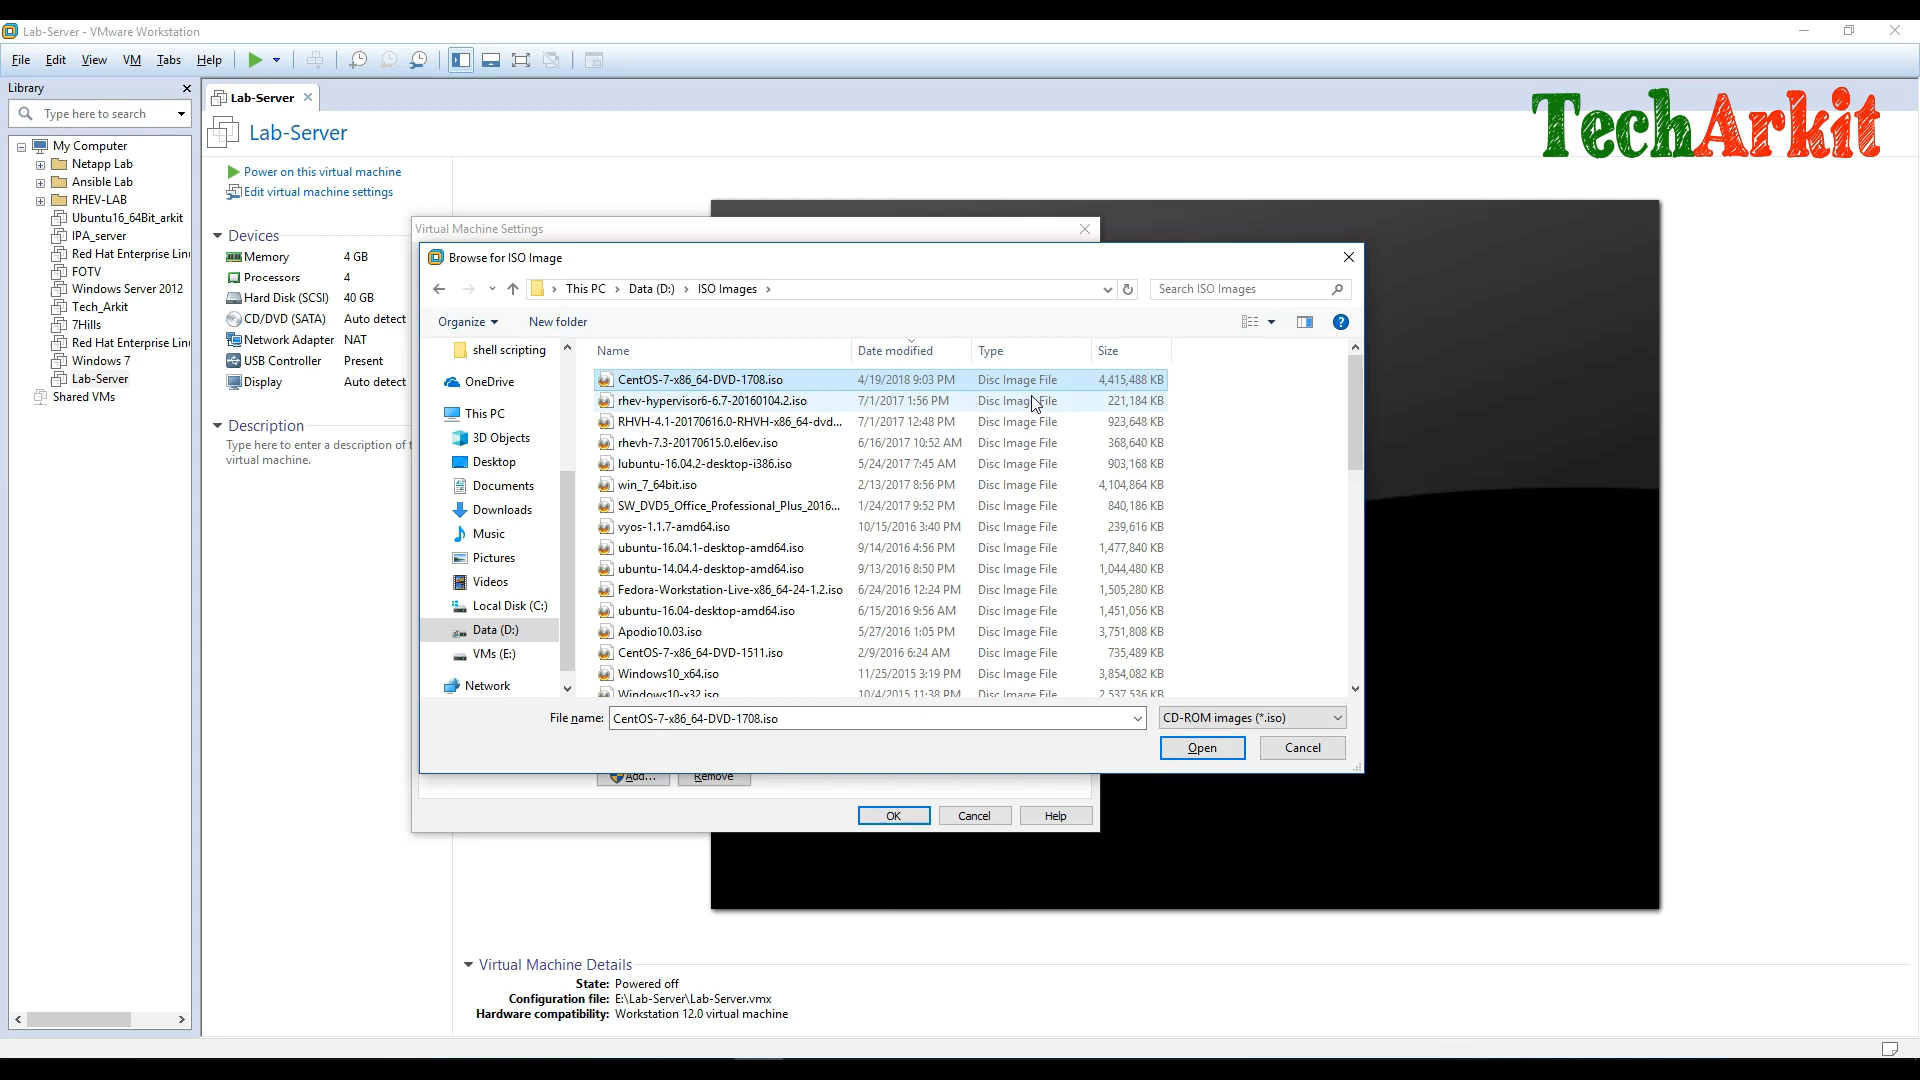 Lab-Server - VMware Workstation
File Edit View VM Tabs Help
Library
Type here to search
My Computer
Netapp Lab
Ansible Lab
RHEV-LAB
Ubuntu16_64Bit_arkit
IPA_server
Red Hat Enterprise Linu
FOTV
Windows Server 2012
Tech_Arkit
7Hills
Red Hat Enterprise Linu
Windows 7
Lab-Server
Shared VMs
Lab-Server
TechArkit
Lab-Server
Power on this virtual machine
Edit virtual machine settings
Devices
Memory 4 GB
Processors 4
Hard Disk (SCSI) 40 GB
CD/DVD (SATA) Auto detect
Network Adapter NAT
USB Controller Present
Display Auto detect
Description
Type here to enter a description of t
virtual machine.
Virtual Machine Settings
Browse for ISO Image
This PC > Data (D:) > ISO Images >
Search ISO Images
Organize New folder
shell scripting
OneDrive
This PC
3D Objects
Desktop
Documents
Downloads
Music
Pictures
Videos
Local Disk (C:)
Data (D:)
VMs (E:)
Network
Name Date modified Type Size
CentOS-7-x86_64-DVD-1708.iso 4/19/2018 9:03 PM Disc Image File 4,415,488 KB
rhev-hypervisor6-6.7-20160104.2.iso 7/1/2017 1:56 PM Disc Image File 221,184 KB
RHVH-4.1-20170616.0-RHVH-x86_64-dvd... 7/1/2017 12:48 PM Disc Image File 923,648 KB
rhevh-7.3-20170615.0.el6ev.iso 6/16/2017 10:52 AM Disc Image File 368,640 KB
lubuntu-16.04.2-desktop-i386.iso 5/24/2017 7:45 AM Disc Image File 903,168 KB
win_7_64bit.iso 2/13/2017 8:56 PM Disc Image File 4,104,864 KB
SW_DVD5_Office_Professional_Plus_2016... 1/24/2017 9:52 PM Disc Image File 840,186 KB
vyos-1.1.7-amd64.iso 10/15/2016 3:40 PM Disc Image File 239,616 KB
ubuntu-16.04.1-desktop-amd64.iso 9/14/2016 4:56 PM Disc Image File 1,477,840 KB
ubuntu-14.04.4-desktop-amd64.iso 9/13/2016 8:50 PM Disc Image File 1,044,480 KB
Fedora-Workstation-Live-x86_64-24-1.2.iso 6/24/2016 12:24 PM Disc Image File 1,505,280 KB
ubuntu-16.04-desktop-amd64.iso 6/15/2016 9:56 AM Disc Image File 1,451,056 KB
Apodio10.03.iso 5/27/2016 1:05 PM Disc Image File 3,751,808 KB
CentOS-7-x86_64-DVD-1511.iso 2/9/2016 6:24 AM Disc Image File 735,489 KB
Windows10_x64.iso 11/25/2015 3:19 PM Disc Image File 3,854,082 KB
Windows10-x32.iso 10/4/2015 11:38 PM Disc Image File 2,537,536 KB
File name: CentOS-7-x86_64-DVD-1708.iso CD-ROM images (*.iso)
Open Cancel
Add... Remove
OK Cancel Help
Virtual Machine Details
State: Powered off
Configuration file: E:\Lab-Server\Lab-Server.vmx
Hardware compatibility: Workstation 12.0 virtual machine